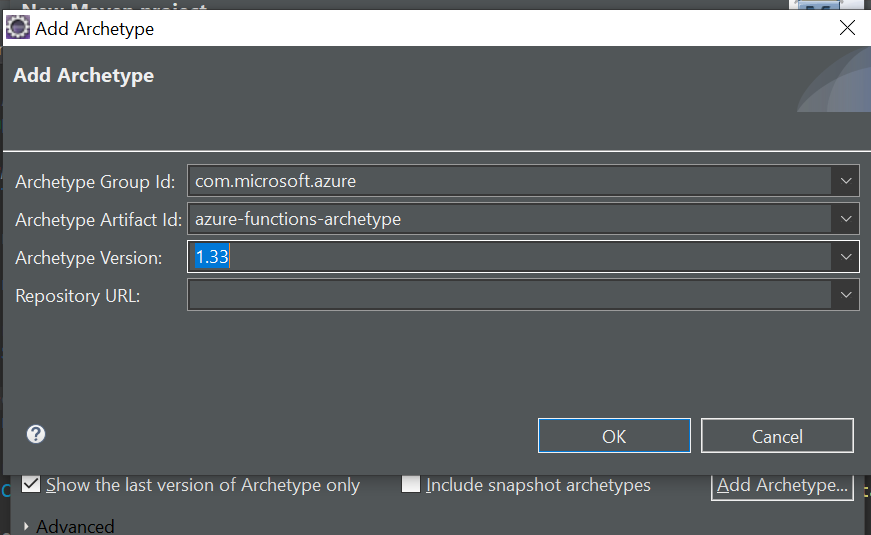 New Maven project
Add Archetype
Add Archetype
Archetype Group Id: com.microsoft.azure
Archetype Artifact Id: azure-functions-archetype
Archetype Version: 1.33
Repository URL:
OK Cancel
Show the last version of Archetype only Include snapshot archetypes Add Archetype...
Advanced